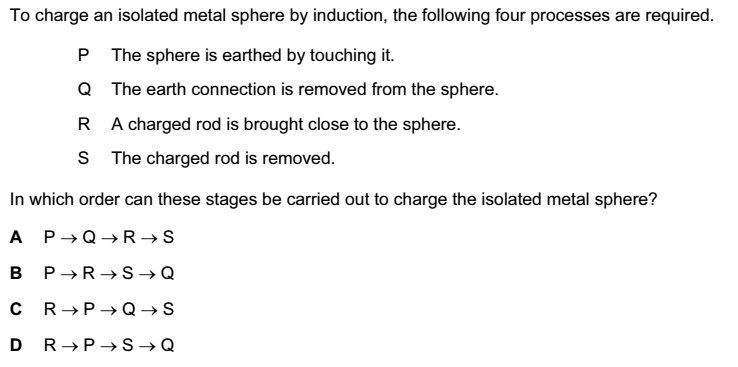 To charge an isolated metal sphere by induction, the following four processes are required.
P The sphere is earthed by touching it.
Q The earth connection is removed from the sphere.
R A charged rod is brought close to the sphere.
S The charged rod is removed.
In which order can these stages be carried out to charge the isolated metal sphere?
A P → Q → R → S
B P → R → S → Q
C R → P → Q → S
D R → P → S → Q